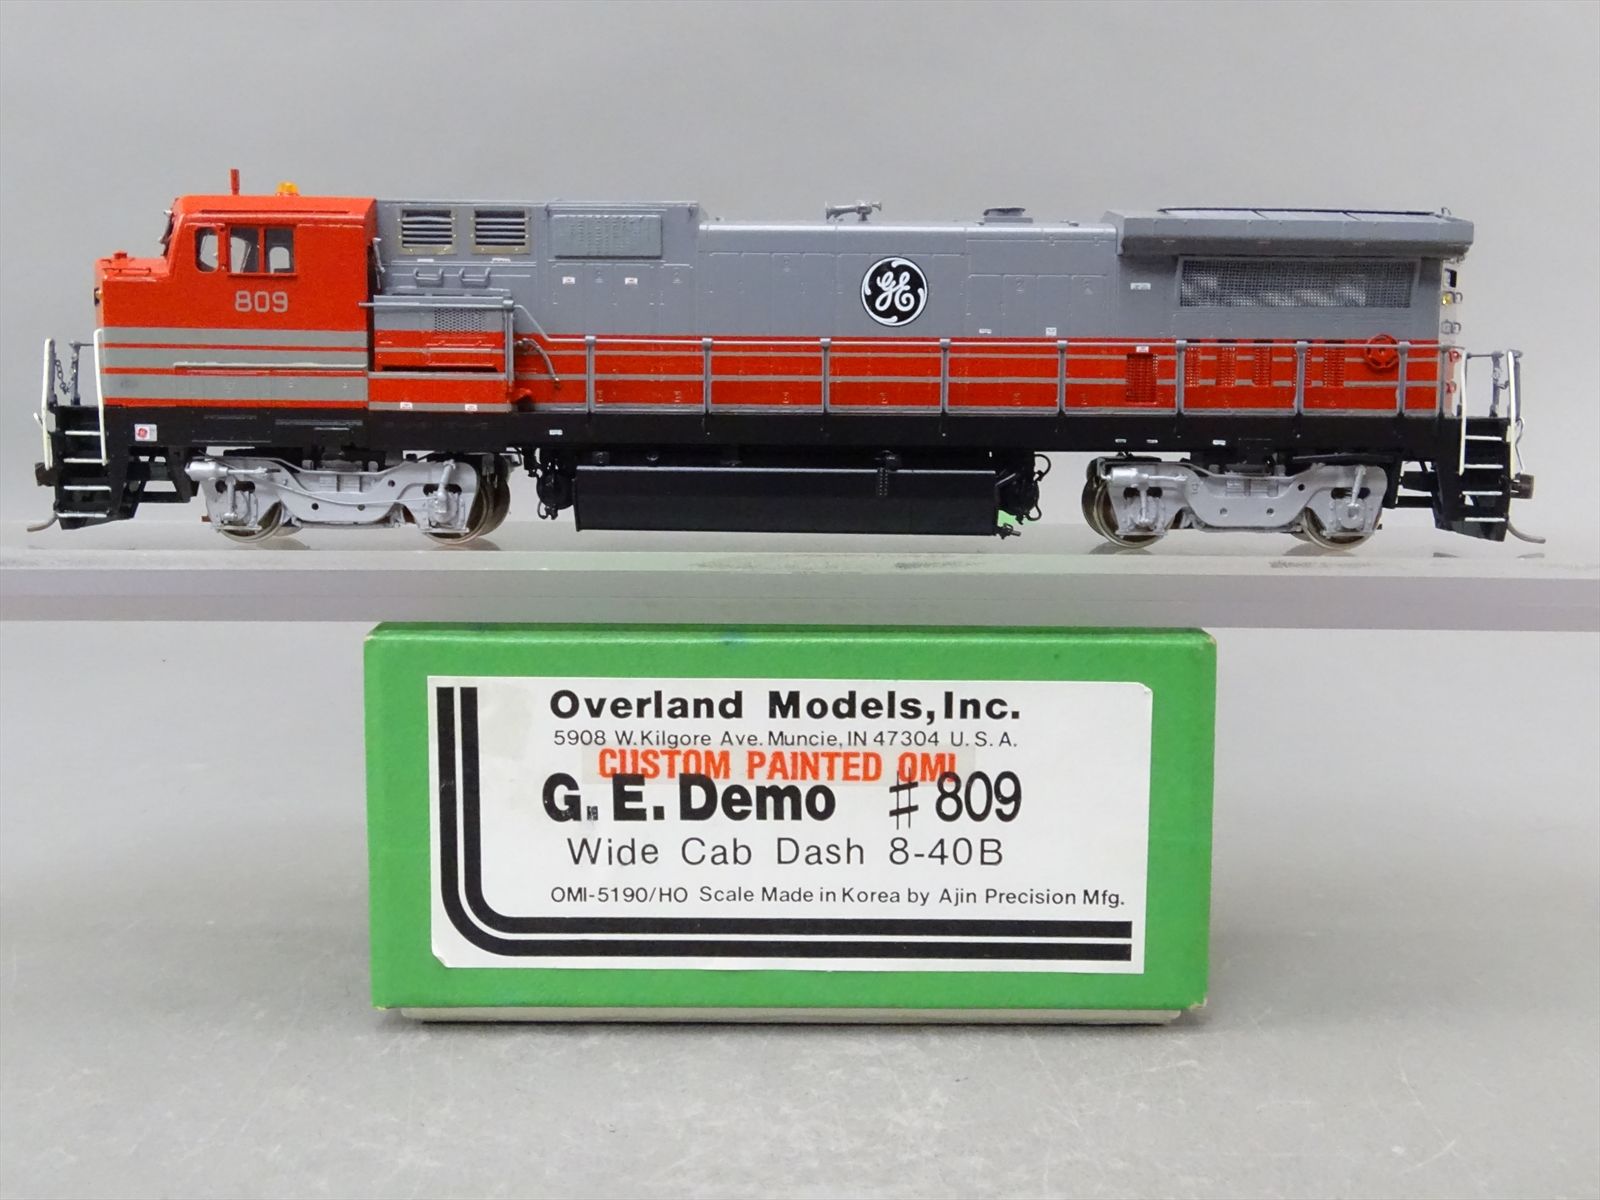 809
GE
Overland Models, Inc.
5908 W. Kilgore Ave. Muncie, IN 47304 U. S. A.
CUSTOM PAINTED OMI
G. E. Demo # 809
Wide Cab Dash 8-40B
OMI-5190/HO Scale Made in Korea by Ajin Precision Mfg.